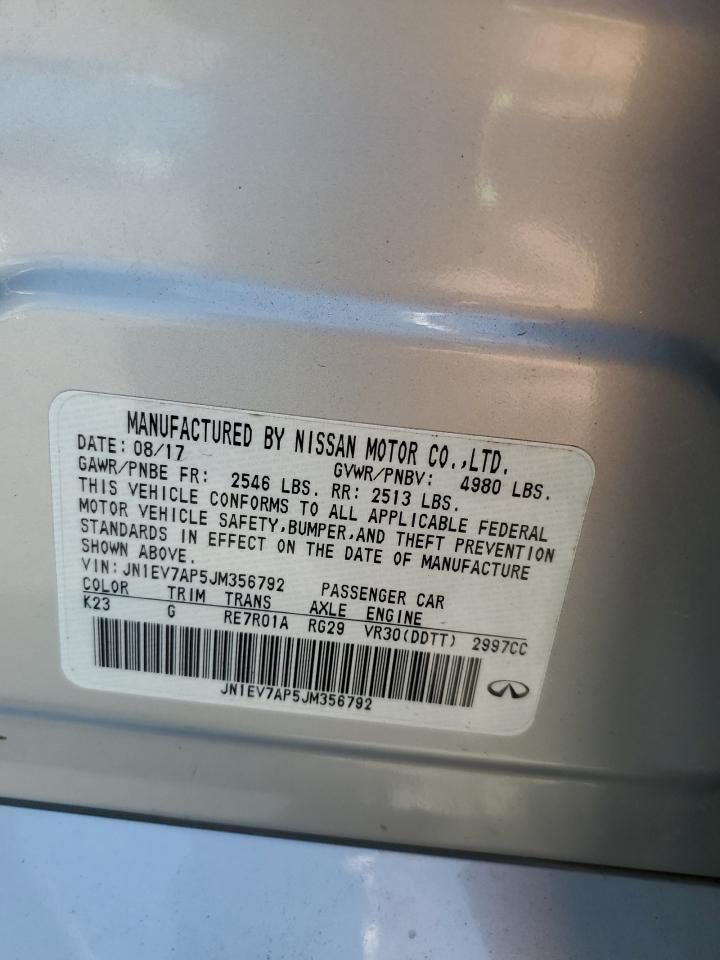 MANUFACTURED BY NISSAN MOTOR CO.,LTD.
DATE: 08/17 GVWR/PNBV: 4980 LBS.
GAWR/PNBE FR: 2546 LBS. RR: 2513 LBS.
THIS VEHICLE CONFORMS TO ALL APPLICABLE FEDERAL
MOTOR VEHICLE SAFETY,BUMPER,AND THEFT PREVENTION
STANDARDS IN EFFECT ON THE DATE OF MANUFACTURE
SHOWN ABOVE.
VIN: JN1EV7AP5JM356792 PASSENGER CAR
COLOR TRIM TRANS AXLE ENGINE
K23 G RE7R01A RG29 VR30(DDTT) 2997CC
JN1EV7AP5JM356792